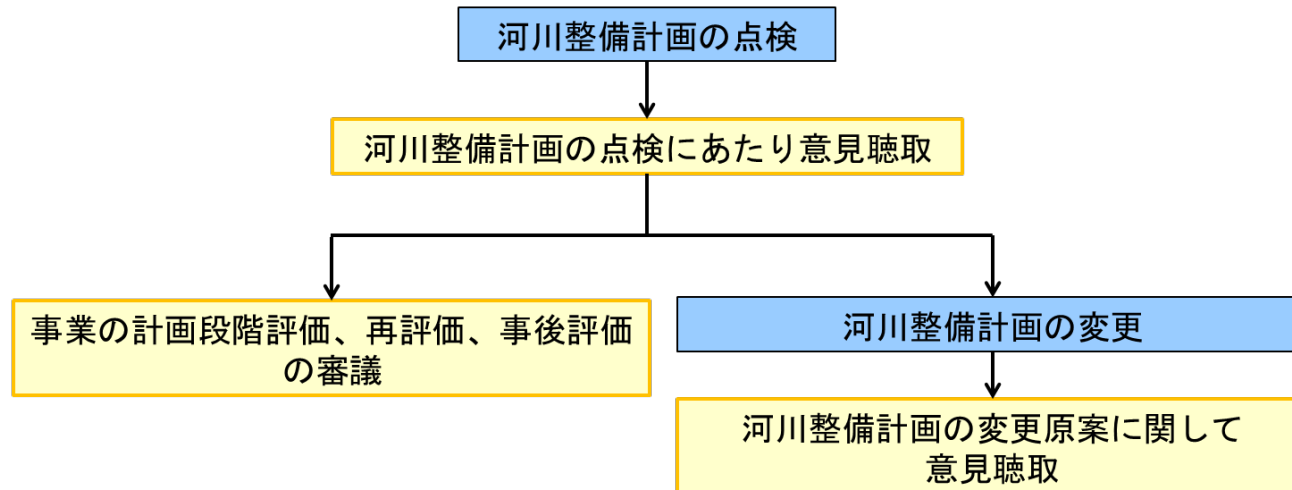 河川整備計画の点検
河川整備計画の点検にあたり意見聴取
事業の計画段階評価、再評価、事後評価
の審議
河川整備計画の変更
河川整備計画の変更原案に関して
意見聴取